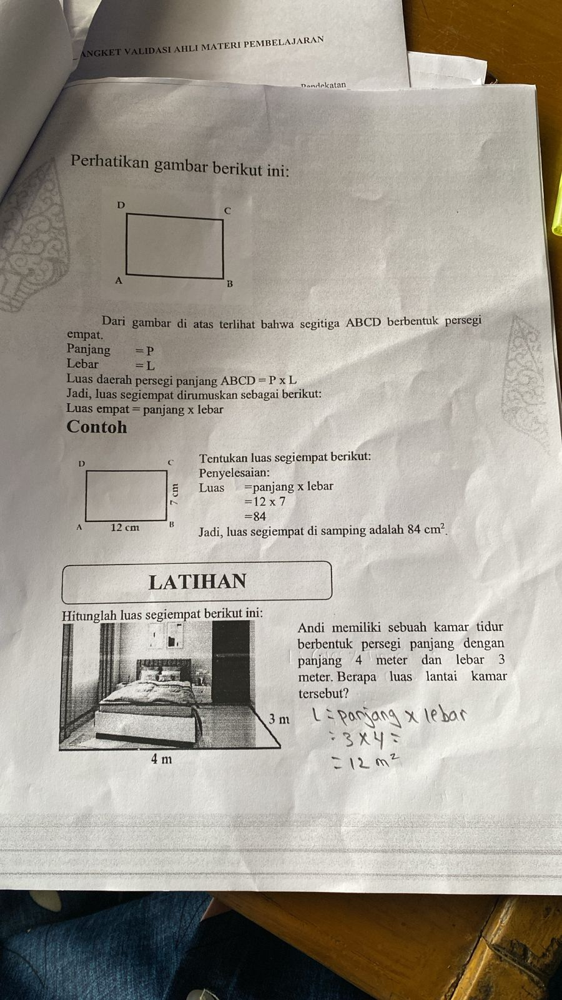 ANGKET VALIDASI AHLI MATERI PEMBELAJARAN
Pendekatan
Perhatikan gambar berikut ini:
D
C
A
B
Dari gambar di atas terlihat bahwa segitiga ABCD berbentuk persegi
empat.
Panjang = P
Lebar = L
Luas daerah persegi panjang ABCD = P x L
Jadi, luas segiempat dirumuskan sebagai berikut:
Luas empat = panjang x lebar
Contoh
D
C
7 cm
A
12 cm
B
Tentukan luas segiempat berikut:
Penyelesaian:
Luas =panjang x lebar
=12 x 7
=84
Jadi, luas segiempat di samping adalah 84 cm².
LATIHAN
Hitunglah luas segiempat berikut ini:
3 m
4 m
Andi memiliki sebuah kamar tidur
berbentuk persegi panjang dengan
panjang 4 meter dan lebar 3
meter. Berapa luas lantai kamar
tersebut?
L = panjang x lebar
= 3 x 4 =
= 12 m²